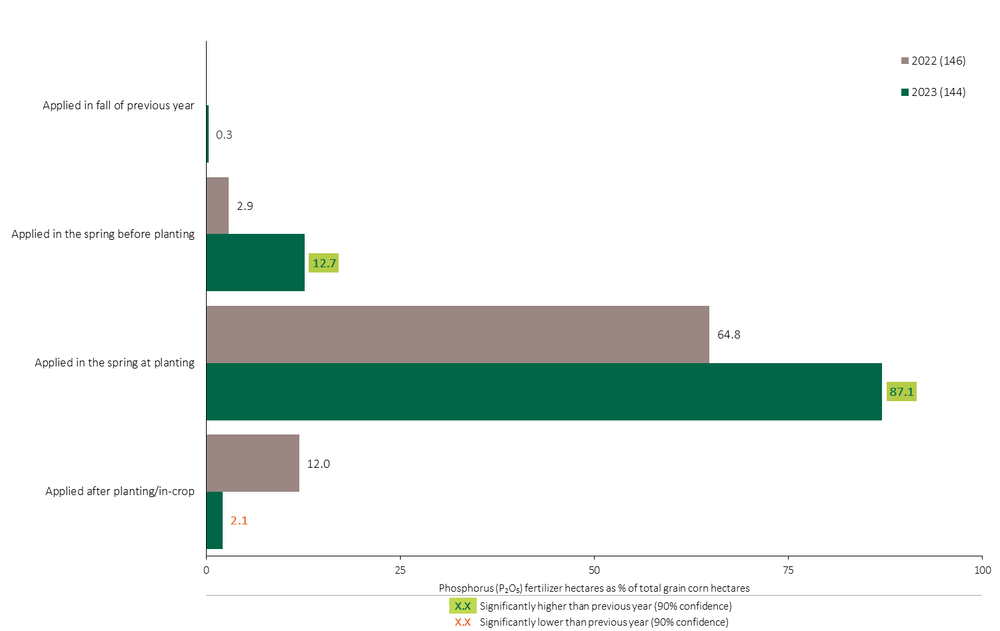 2022 (146)
2023 (144)
Applied in fall of previous year
0.3
2.9
Applied in the spring before planting
12.7
64.8
Applied in the spring at planting
87.1
12.0
Applied after planting/in-crop
2.1
0 25 50 75 100
Phosphorus (P₂O₅) fertilizer hectares as % of total grain corn hectares
X.X Significantly higher than previous year (90% confidence)
X.X Significantly lower than previous year (90% confidence)